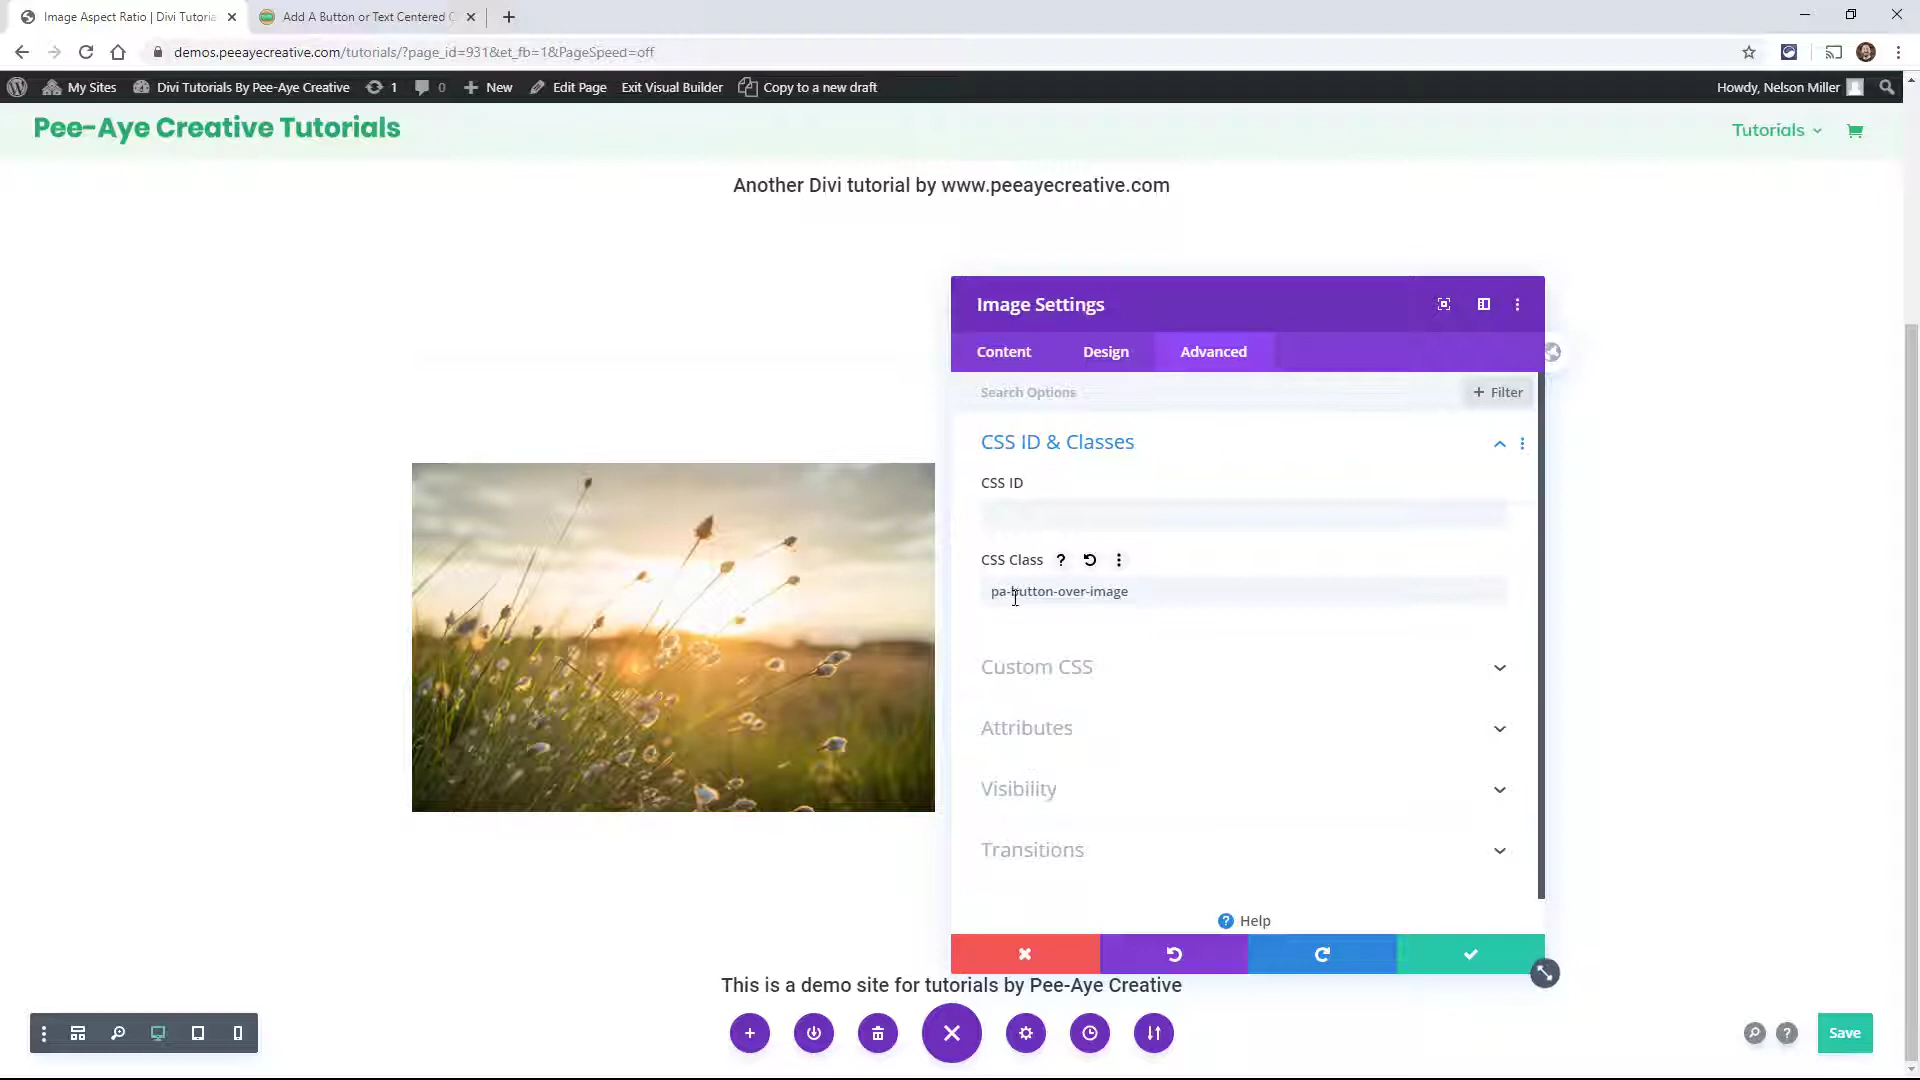 Image Aspect Ratio | Divi Tutoria
Add A Button or Text Centered
demos.peeayecreative.com/tutorials/?page_id=931&et_fb=1&PageSpeed=off
My Sites
Divi Tutorials By Pee-Aye Creative
1
0
New
Edit Page
Exit Visual Builder
Copy to a new draft
Howdy, Nelson Miller
Pee-Aye Creative Tutorials
Tutorials
Another Divi tutorial by www.peeayecreative.com
Image Settings
Content
Design
Advanced
Search Options
+ Filter
CSS ID & Classes
CSS ID
CSS Class ?
pa-button-over-image
Custom CSS
Attributes
Visibility
Transitions
? Help
This is a demo site for tutorials by Pee-Aye Creative
?
Save